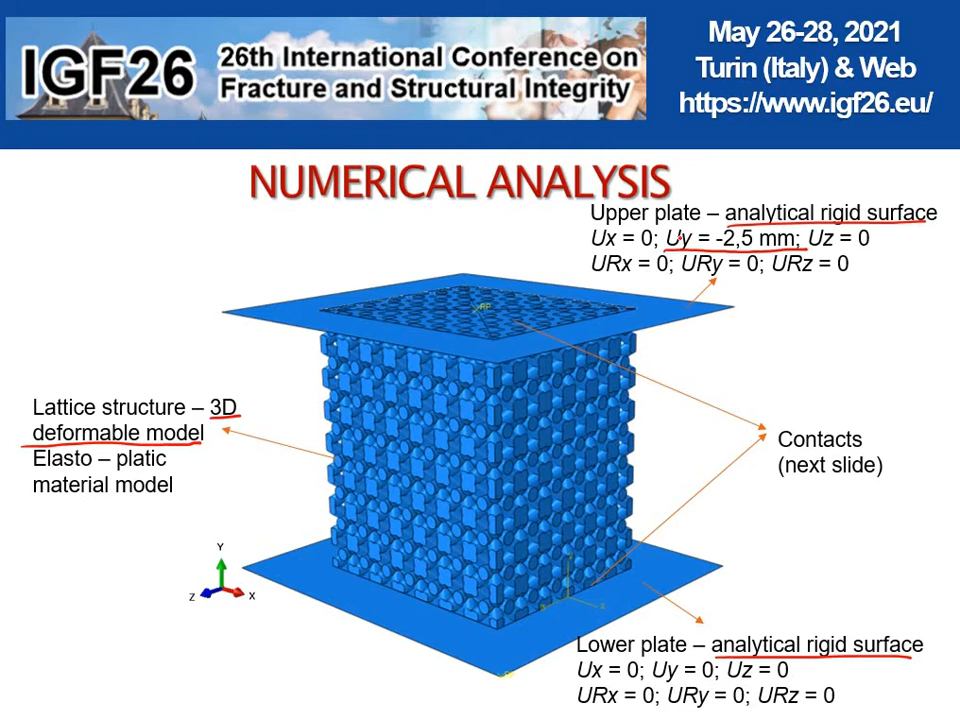 IGF26
26th International Conference on
Fracture and Structural Integrity
May 26-28, 2021
Turin (Italy) & Web
https://www.igf26.eu/
NUMERICAL ANALYSIS
Upper plate – analytical rigid surface
Ux = 0; Uy = -2,5 mm; Uz = 0
URx = 0; URy = 0; URz = 0
RP
Lattice structure – 3D
deformable model
Elasto – platic
material model
Contacts
(next slide)
Y
Z
X
Lower plate – analytical rigid surface
Ux = 0; Uy = 0; Uz = 0
URx = 0; URy = 0; URz = 0